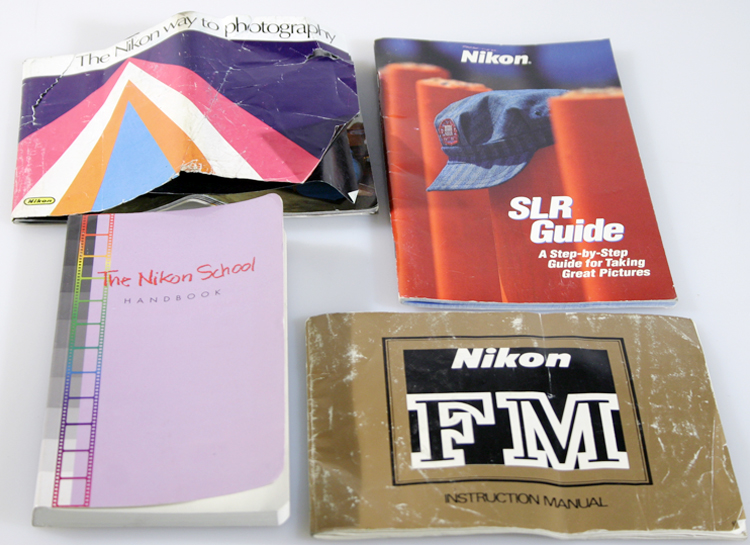 The Nikon way to photography
Nikon
Nikon
SLR
Guide
A Step-by-Step
Guide for Taking
Great Pictures
The Nikon School
HANDBOOK
Nikon
FM
INSTRUCTION MANUAL